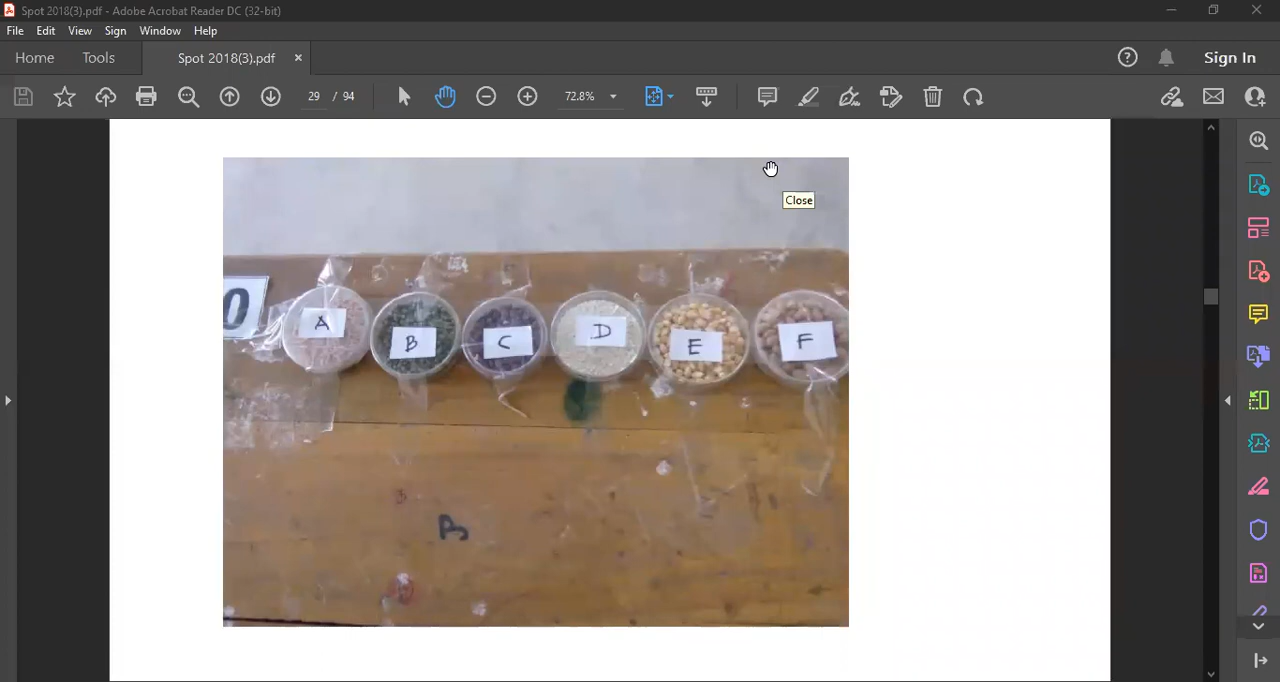 Spot 2018(3).pdf - Adobe Acrobat Reader DC (32-bit)
File Edit View Sign Window Help
Home Tools Spot 2018(3).pdf × Sign In
29 / 94 72.8%
Close
0 A B C D E F
B